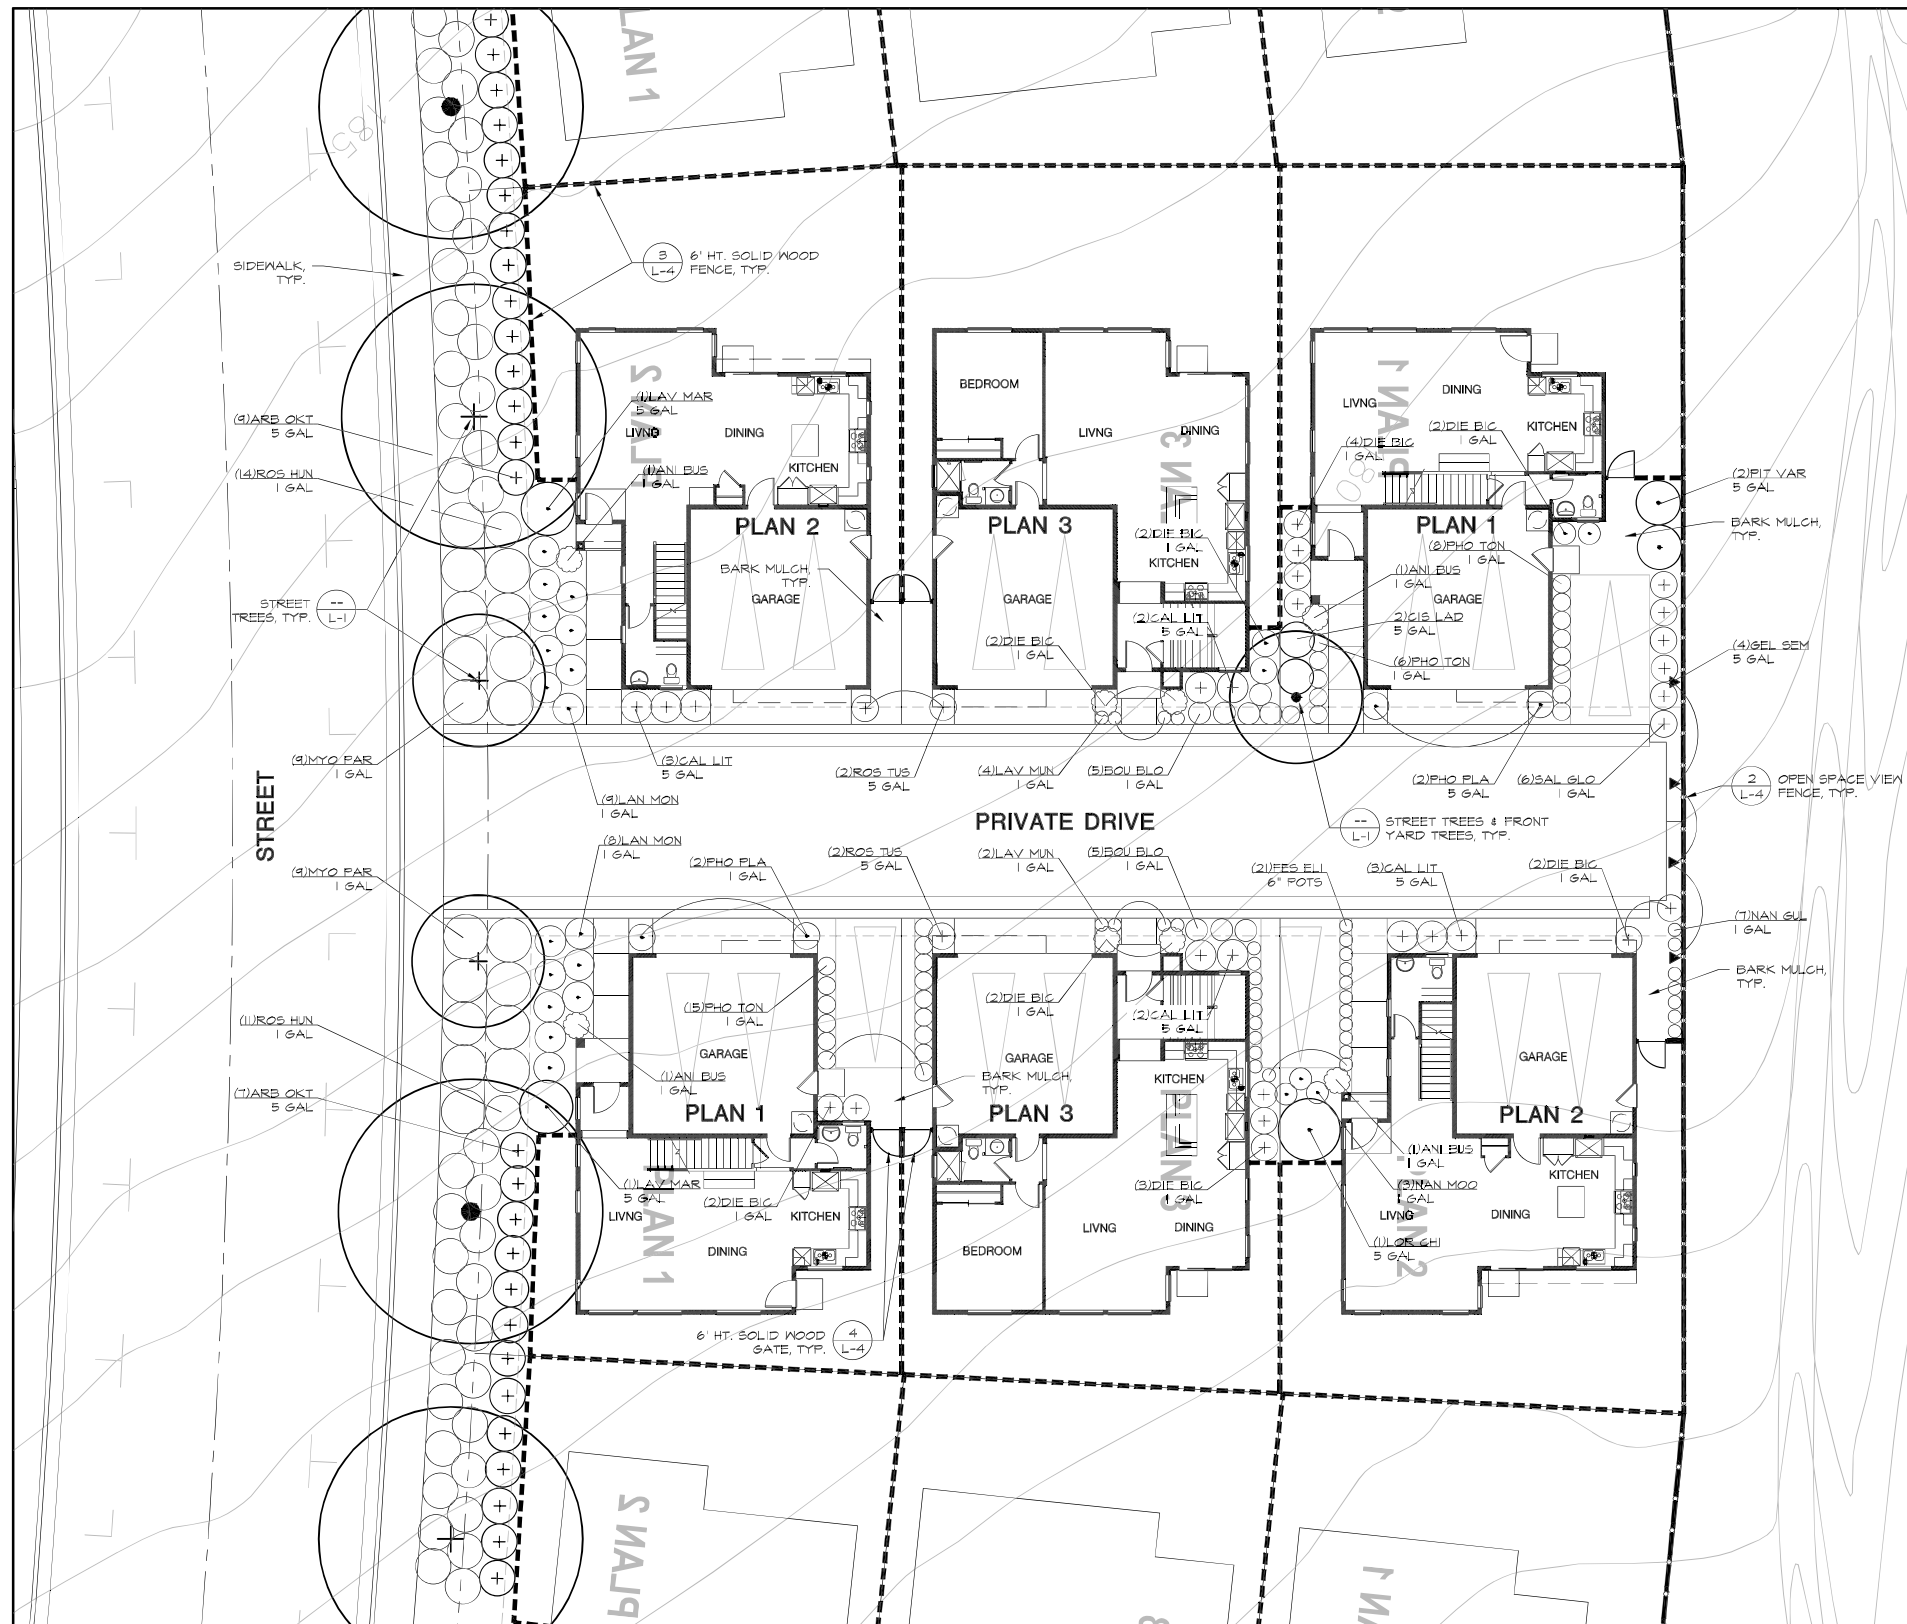 PLAN 1
185
SIDEWALK,
TYP.
3
L-4
6' HT. SOLID WOOD
FENCE, TYP.
(9)ARB OKT
5 GAL
(14)ROS HUN
1 GAL
STREET
TREES, TYP.
--
L-1
(9)MYO PAR
1 GAL
PLAN 2
(1)LAV MAR
5 GAL
LIVNG
DINING
(1)ANI BUS
1 GAL
KITCHEN
PLAN 2
BARK MULCH,
TYP.
GARAGE
BEDROOM
LIVNG
DINING
PLAN 3
PLAN 3
(2)DIE BIC
1 GAL
KITCHEN
GARAGE
(2)CAL LIT
5 GAL
(2)DIE BIC
1 GAL
PLAN 1
LIVNG
DINING
(4)DIE BIC
1 GAL
(2)DIE BIC
1 GAL
KITCHEN
PLAN 1
(8)PHO TON
1 GAL
(1)ANI BUS
1 GAL
GARAGE
2)CIS LAD
5 GAL
(6)PHO TON
1 GAL
(2)PIT VAR
5 GAL
BARK MULCH,
TYP.
(4)GEL SEM
5 GAL
(3)CAL LIT
5 GAL
(9)LAN MON
1 GAL
(2)ROS TUS
5 GAL
(4)LAV MUN
1 GAL
(5)BOU BLO
1 GAL
(2)PHO PLA
5 GAL
(6)SAL GLO
1 GAL
2
L-4
OPEN SPACE VIEW
FENCE, TYP.
STREET
PRIVATE DRIVE
--
L-1
STREET TREES & FRONT
YARD TREES, TYP.
(9)MYO PAR
1 GAL
(8)LAN MON
1 GAL
(2)PHO PLA
1 GAL
(2)ROS TUS
5 GAL
(2)LAV MUN
1 GAL
(5)BOU BLO
1 GAL
(21)FES ELI
6" POTS
(3)CAL LIT
5 GAL
(2)DIE BIC
1 GAL
(7)NAN GUL
1 GAL
BARK MULCH,
TYP.
(11)ROS HUN
1 GAL
(7)ARB OKT
5 GAL
(15)PHO TON
1 GAL
GARAGE
(1)ANI BUS
1 GAL
PLAN 1
(1)LAV MAR
5 GAL
(2)DIE BIC
1 GAL
LIVNG
KITCHEN
DINING
PLAN 1
(2)DIE BIC
1 GAL
(2)CAL LIT
5 GAL
GARAGE
BARK MULCH,
TYP.
KITCHEN
PLAN 3
PLAN 3
(3)DIE BIC
1 GAL
LIVNG
DINING
BEDROOM
GARAGE
PLAN 2
(1)ANI BUS
1 GAL
(3)NAN MOO
1 GAL
KITCHEN
LIVNG
DINING
(1)LOR CHI
5 GAL
PLAN 2
6' HT. SOLID WOOD
GATE, TYP.
4
L-4
PLAN 2